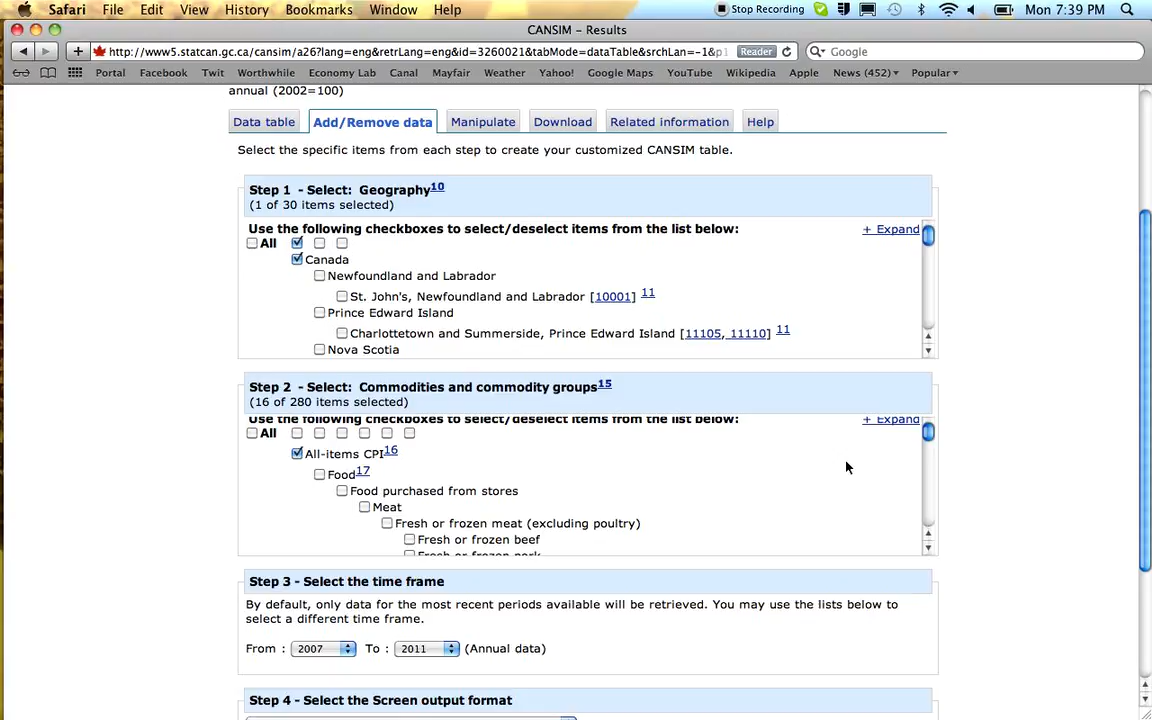 Safari File Edit View History Bookmarks Window Help Stop Recording Mon 7:39 PM
CANSIM – Results
http://www5.statcan.gc.ca/cansim/a26?lang=eng&retrLang=eng&id=3260021&tabMode=dataTable&srchLan=-1&p1 Reader Google
Portal Facebook Twit Worthwhile Economy Lab Canal Mayfair Weather Yahoo! Google Maps YouTube Wikipedia Apple News (452) Popular
annual (2002=100)
Data table Add/Remove data Manipulate Download Related information Help
Select the specific items from each step to create your customized CANSIM table.
Step 1 - Select: Geography10
(1 of 30 items selected)
Use the following checkboxes to select/deselect items from the list below: + Expand
All
Canada
Newfoundland and Labrador
St. John's, Newfoundland and Labrador [10001] 11
Prince Edward Island
Charlottetown and Summerside, Prince Edward Island [11105, 11110] 11
Nova Scotia
Step 2 - Select: Commodities and commodity groups15
(16 of 280 items selected)
Use the following checkboxes to select/deselect items from the list below: + Expand
All
All-items CPI16
Food17
Food purchased from stores
Meat
Fresh or frozen meat (excluding poultry)
Fresh or frozen beef
Fresh or frozen pork
Step 3 - Select the time frame
By default, only data for the most recent periods available will be retrieved. You may use the lists below to
select a different time frame.
From : 2007 To : 2011 (Annual data)
Step 4 - Select the Screen output format